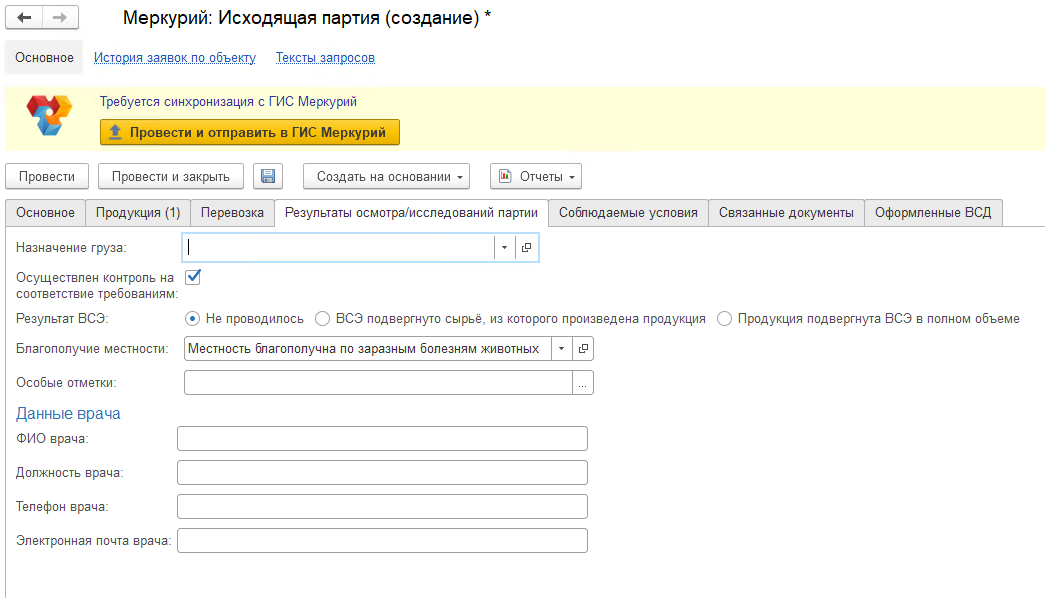 Меркурий: Исходящая партия (создание) *
Основное История заявок по объекту Тексты запросов
Требуется синхронизация с ГИС Меркурий
Провести и отправить в ГИС Меркурий
Провести Провести и закрыть Создать на основании Отчеты
Основное Продукция (1) Перевозка Результаты осмотра/исследований партии Соблюдаемые условия Связанные документы Оформленные ВСД
Назначение груза:
Осуществлен контроль на
соответствие требованиям:
Результат ВСЭ: Не проводилось ВСЭ подвергнуто сырьё, из которого произведена продукция Продукция подвергнута ВСЭ в полном объеме
Благополучие местности: Местность благополучна по заразным болезням животных
Особые отметки: ...
Данные врача
ФИО врача:
Должность врача:
Телефон врача:
Электронная почта врача: